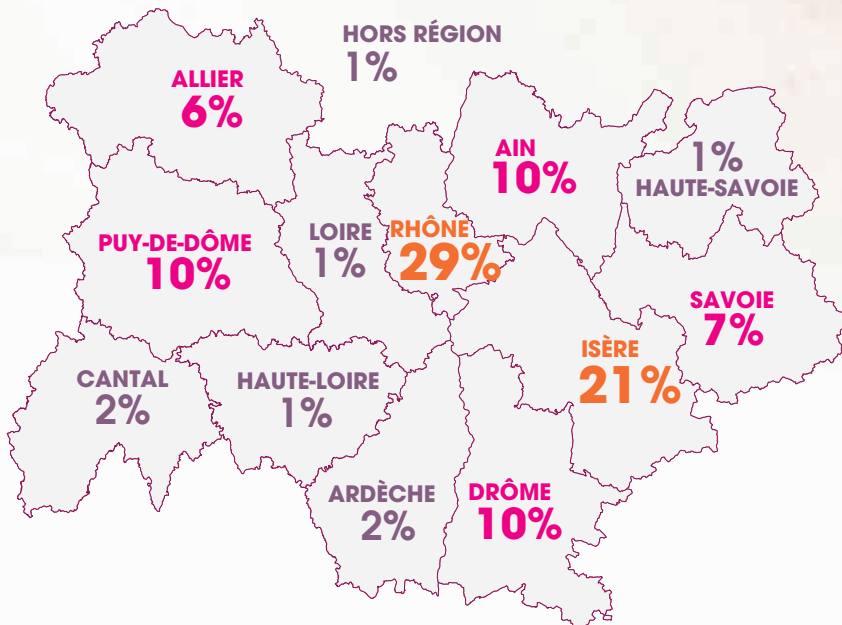 HORS RÉGION
1%
ALLIER
6%
AIN
10%
1%
HAUTE-SAVOIE
PUY-DE-DÔME
10%
LOIRE
1%
RHÔNE
29%
SAVOIE
7%
ISÈRE
21%
CANTAL
2%
HAUTE-LOIRE
1%
ARDÈCHE
2%
DRÔME
10%